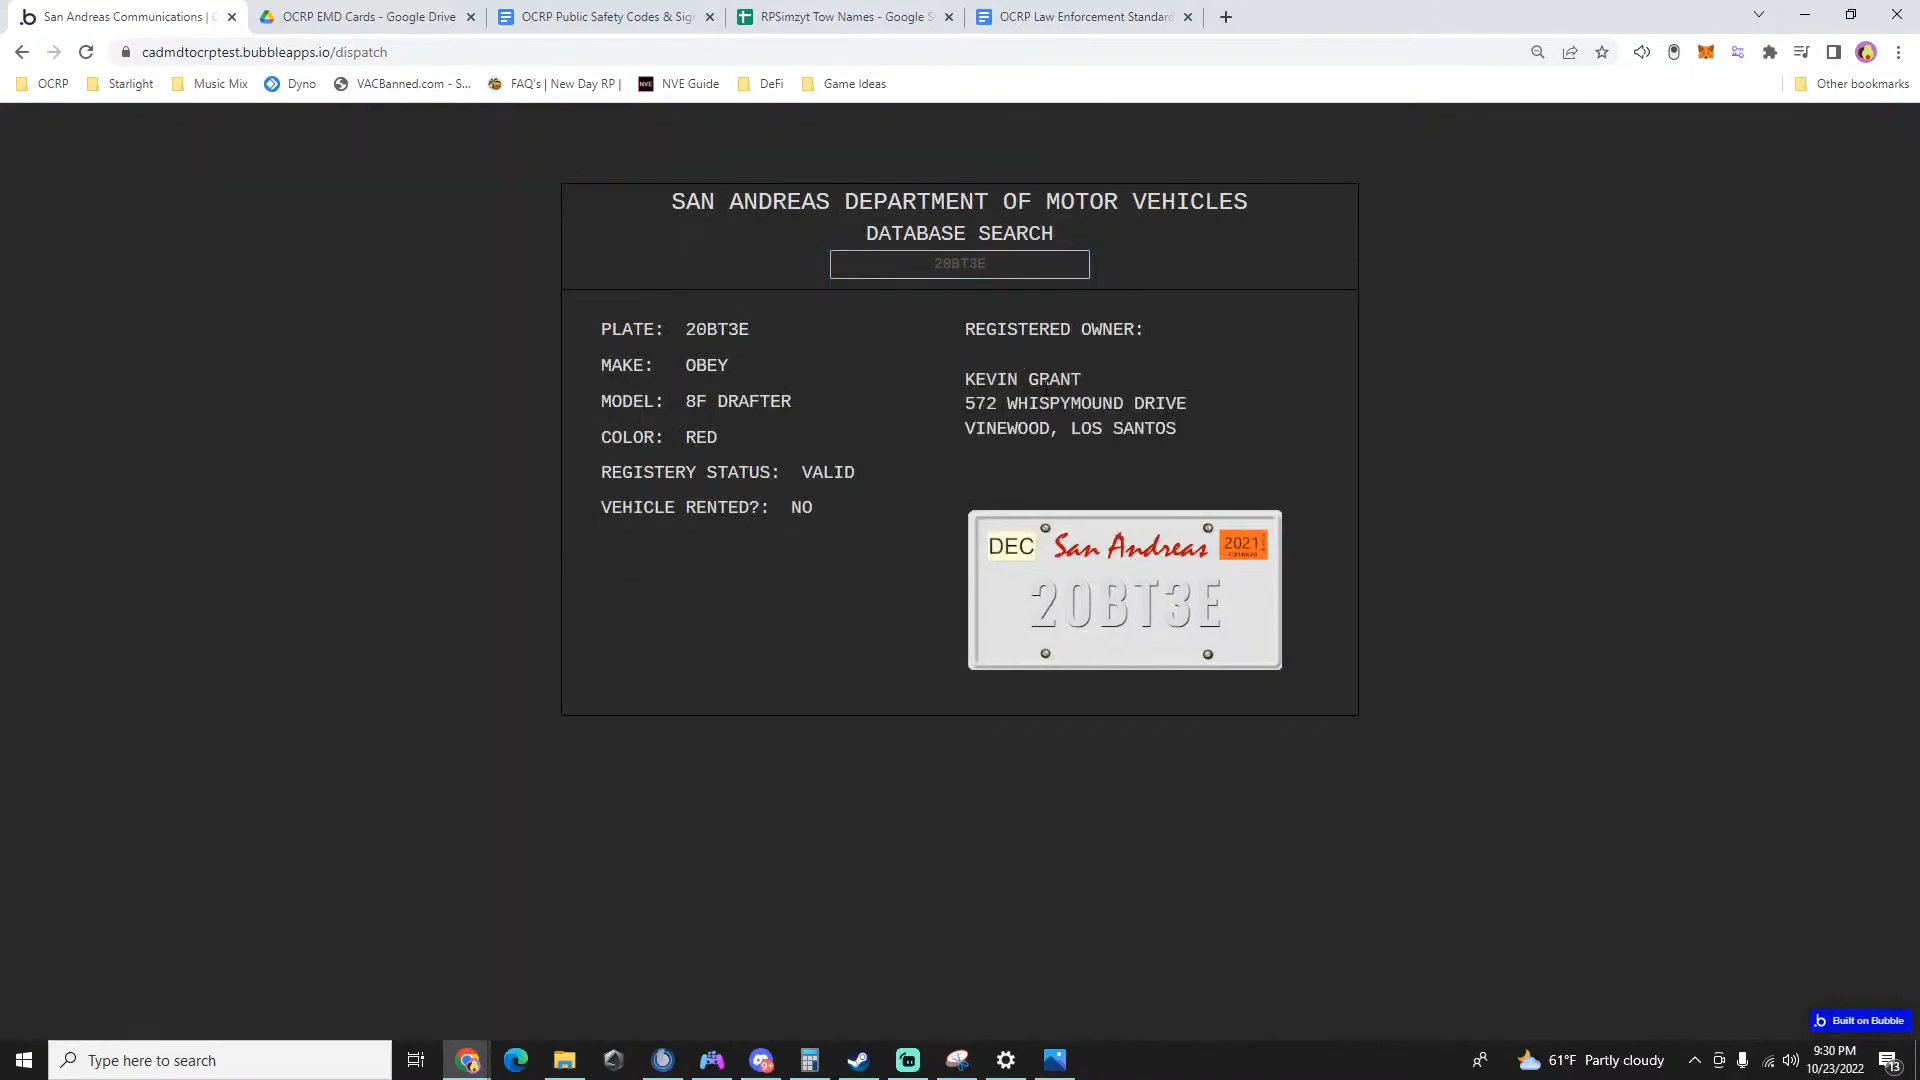 San Andreas Communications | C
OCRP EMD Cards - Google Drive
OCRP Public Safety Codes & Sig
RPSimzyt Tow Names - Google S
OCRP Law Enforcement Standard
cadmdtocrptest.bubbleapps.io/dispatch
OCRP
Starlight
Music Mix
Dyno
VACBanned.com - S...
FAQ's | New Day RP |
NVE
NVE Guide
DeFi
Game Ideas
Other bookmarks
SAN ANDREAS DEPARTMENT OF MOTOR VEHICLES
DATABASE SEARCH
20BT3E
PLATE: 20BT3E
MAKE: OBEY
MODEL: 8F DRAFTER
COLOR: RED
REGISTERY STATUS: VALID
VEHICLE RENTED?: NO
REGISTERED OWNER:
KEVIN GRANT
572 WHISPYMOUND DRIVE
VINEWOOD, LOS SANTOS
DEC San Andreas 2021
20BT3E
b Built on Bubble
Type here to search
9+
61°F Partly cloudy
9:30 PM
10/23/2022
13